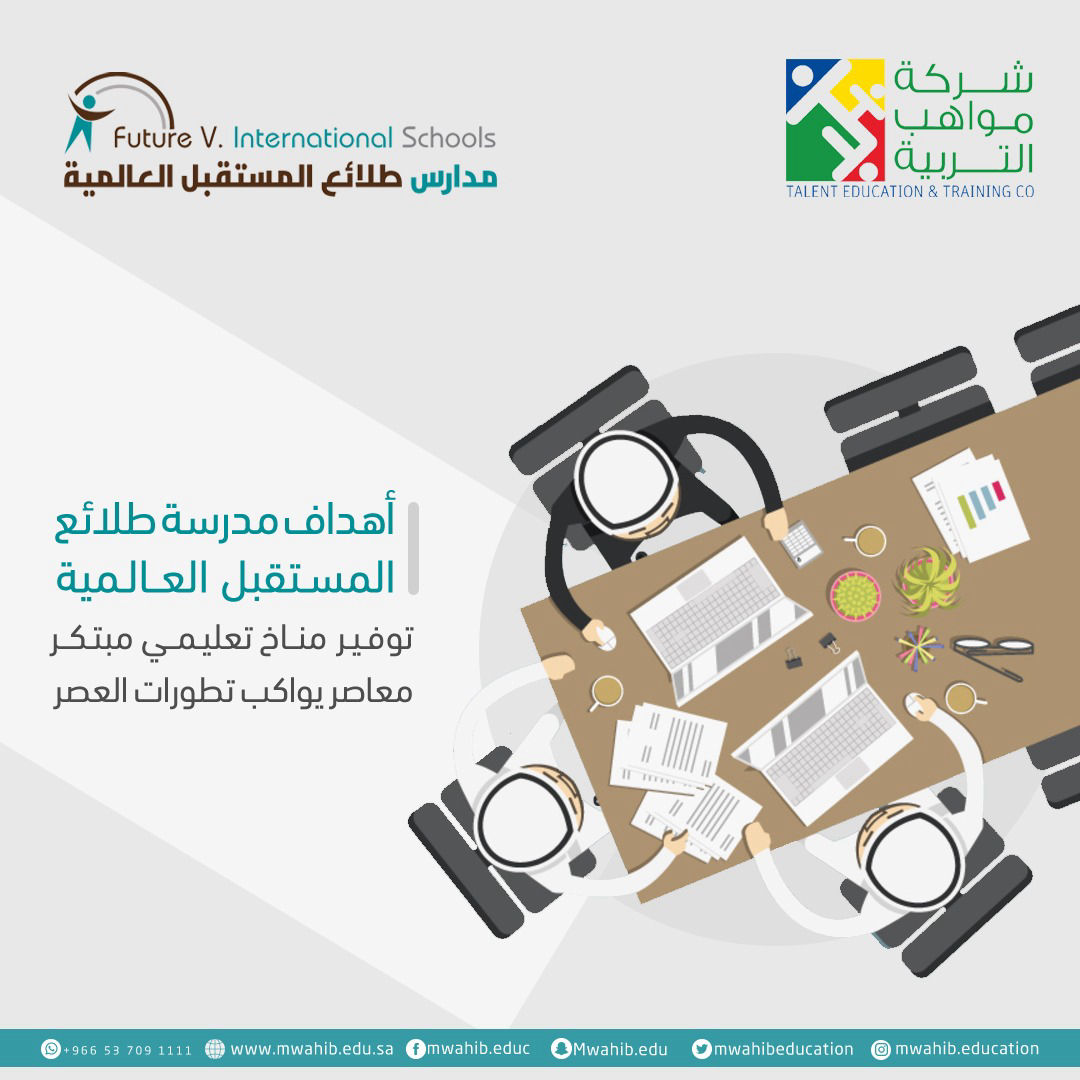 Future V. International Schools
مدارس طلائع المستقبل العالمية
شركة
مواهب
التربية
TALENT EDUCATION & TRAINING CO
أهداف مدرسة طلائع
المستقبل العالمية
توفير مناخ تعليمي مبتكر
معاصر يواكب تطورات العصر
+966 53 709 1111 www.mwahib.edu.sa mwahib.educ Mwahib.edu mwahibeducation mwahib.education